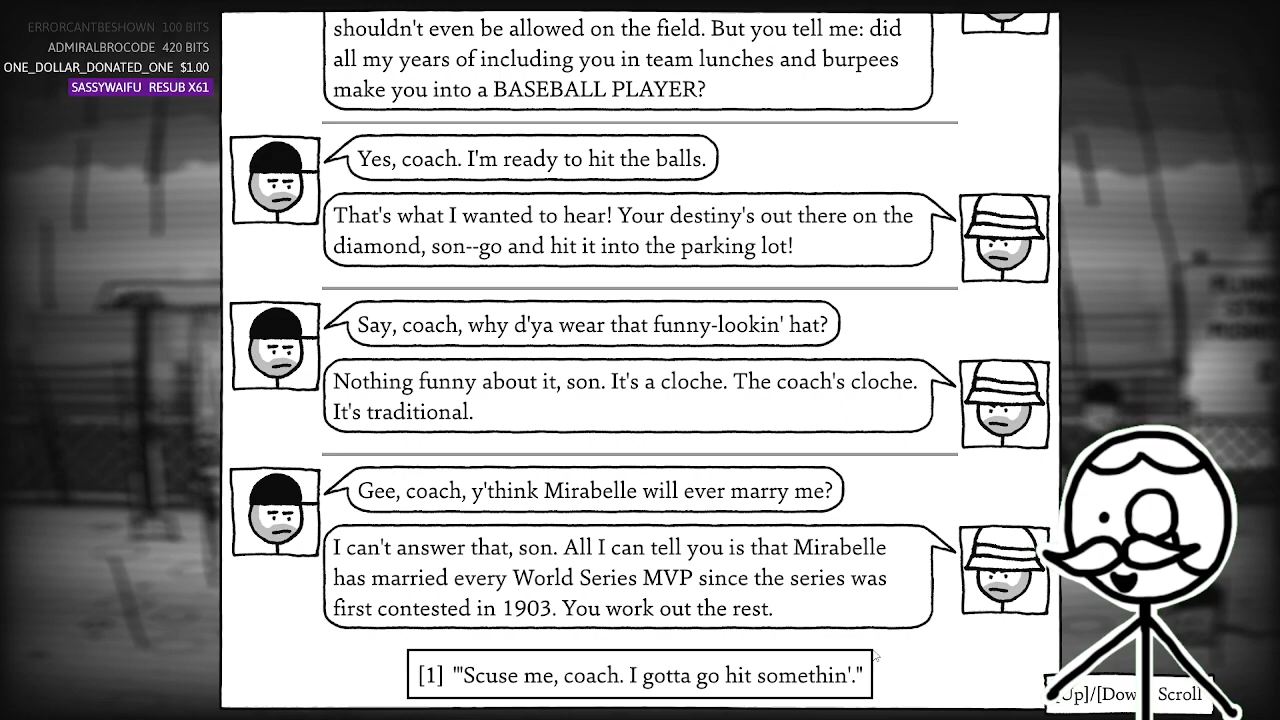 ERRORCANTBESHOWN 100 BITS
ADMIRALBROCODE 420 BITS
ONE_DOLLAR_DONATED_ONE $1.00
SASSYWAIFU RESUB X61
shouldn't even be allowed on the field. But you tell me: did
all my years of including you in team lunches and burpees
make you into a BASEBALL PLAYER?
Yes, coach. I'm ready to hit the balls.
That's what I wanted to hear! Your destiny's out there on the
diamond, son--go and hit it into the parking lot!
Say, coach, why d'ya wear that funny-lookin' hat?
Nothing funny about it, son. It's a cloche. The coach's cloche.
It's traditional.
Gee, coach, y'think Mirabelle will ever marry me?
I can't answer that, son. All I can tell you is that Mirabelle
has married every World Series MVP since the series was
first contested in 1903. You work out the rest.
[1] "'Scuse me, coach. I gotta go hit somethin'."
Up]/[Dow Scroll